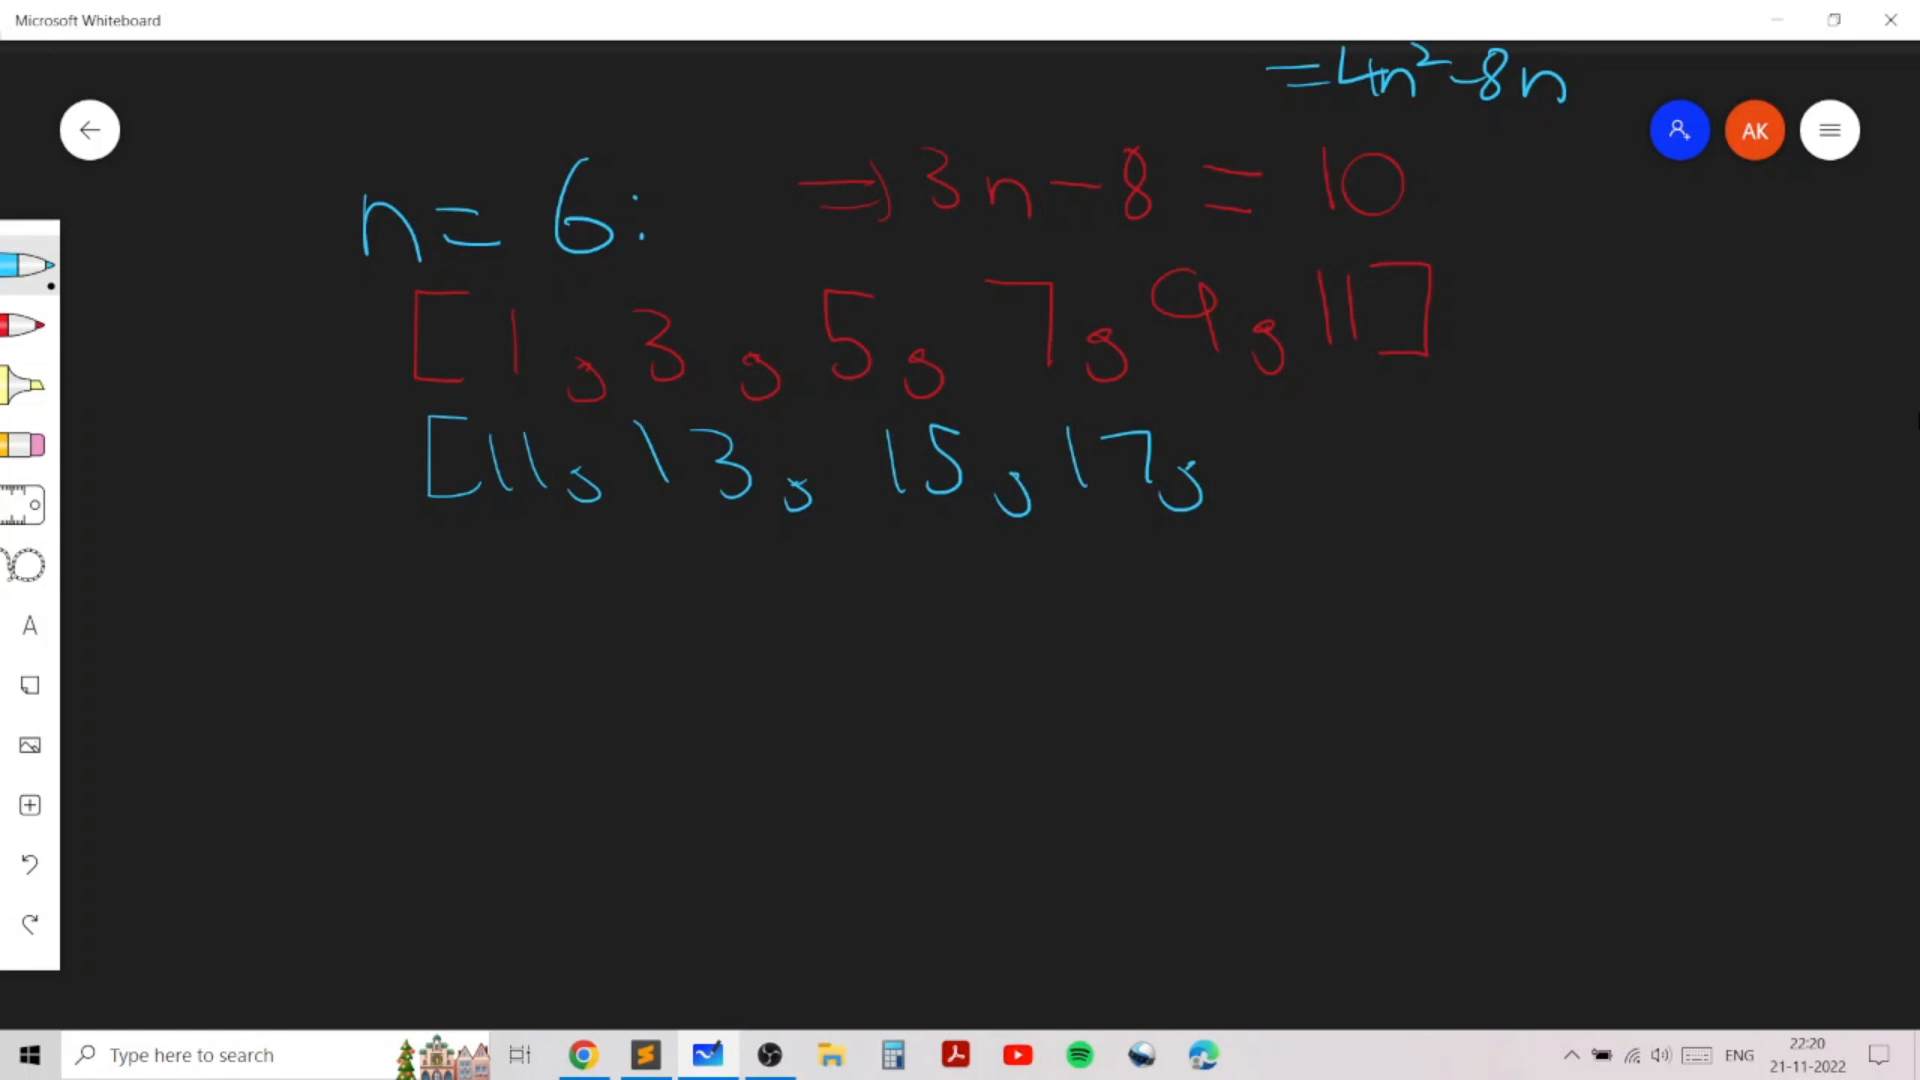 Microsoft Whiteboard
=4n²-8n
AK
n=6: ⇒3n-8=10
[1,3,5,7,9,11]
[11,13,15,17,
A
Type here to search
ENG
22:20
21-11-2022